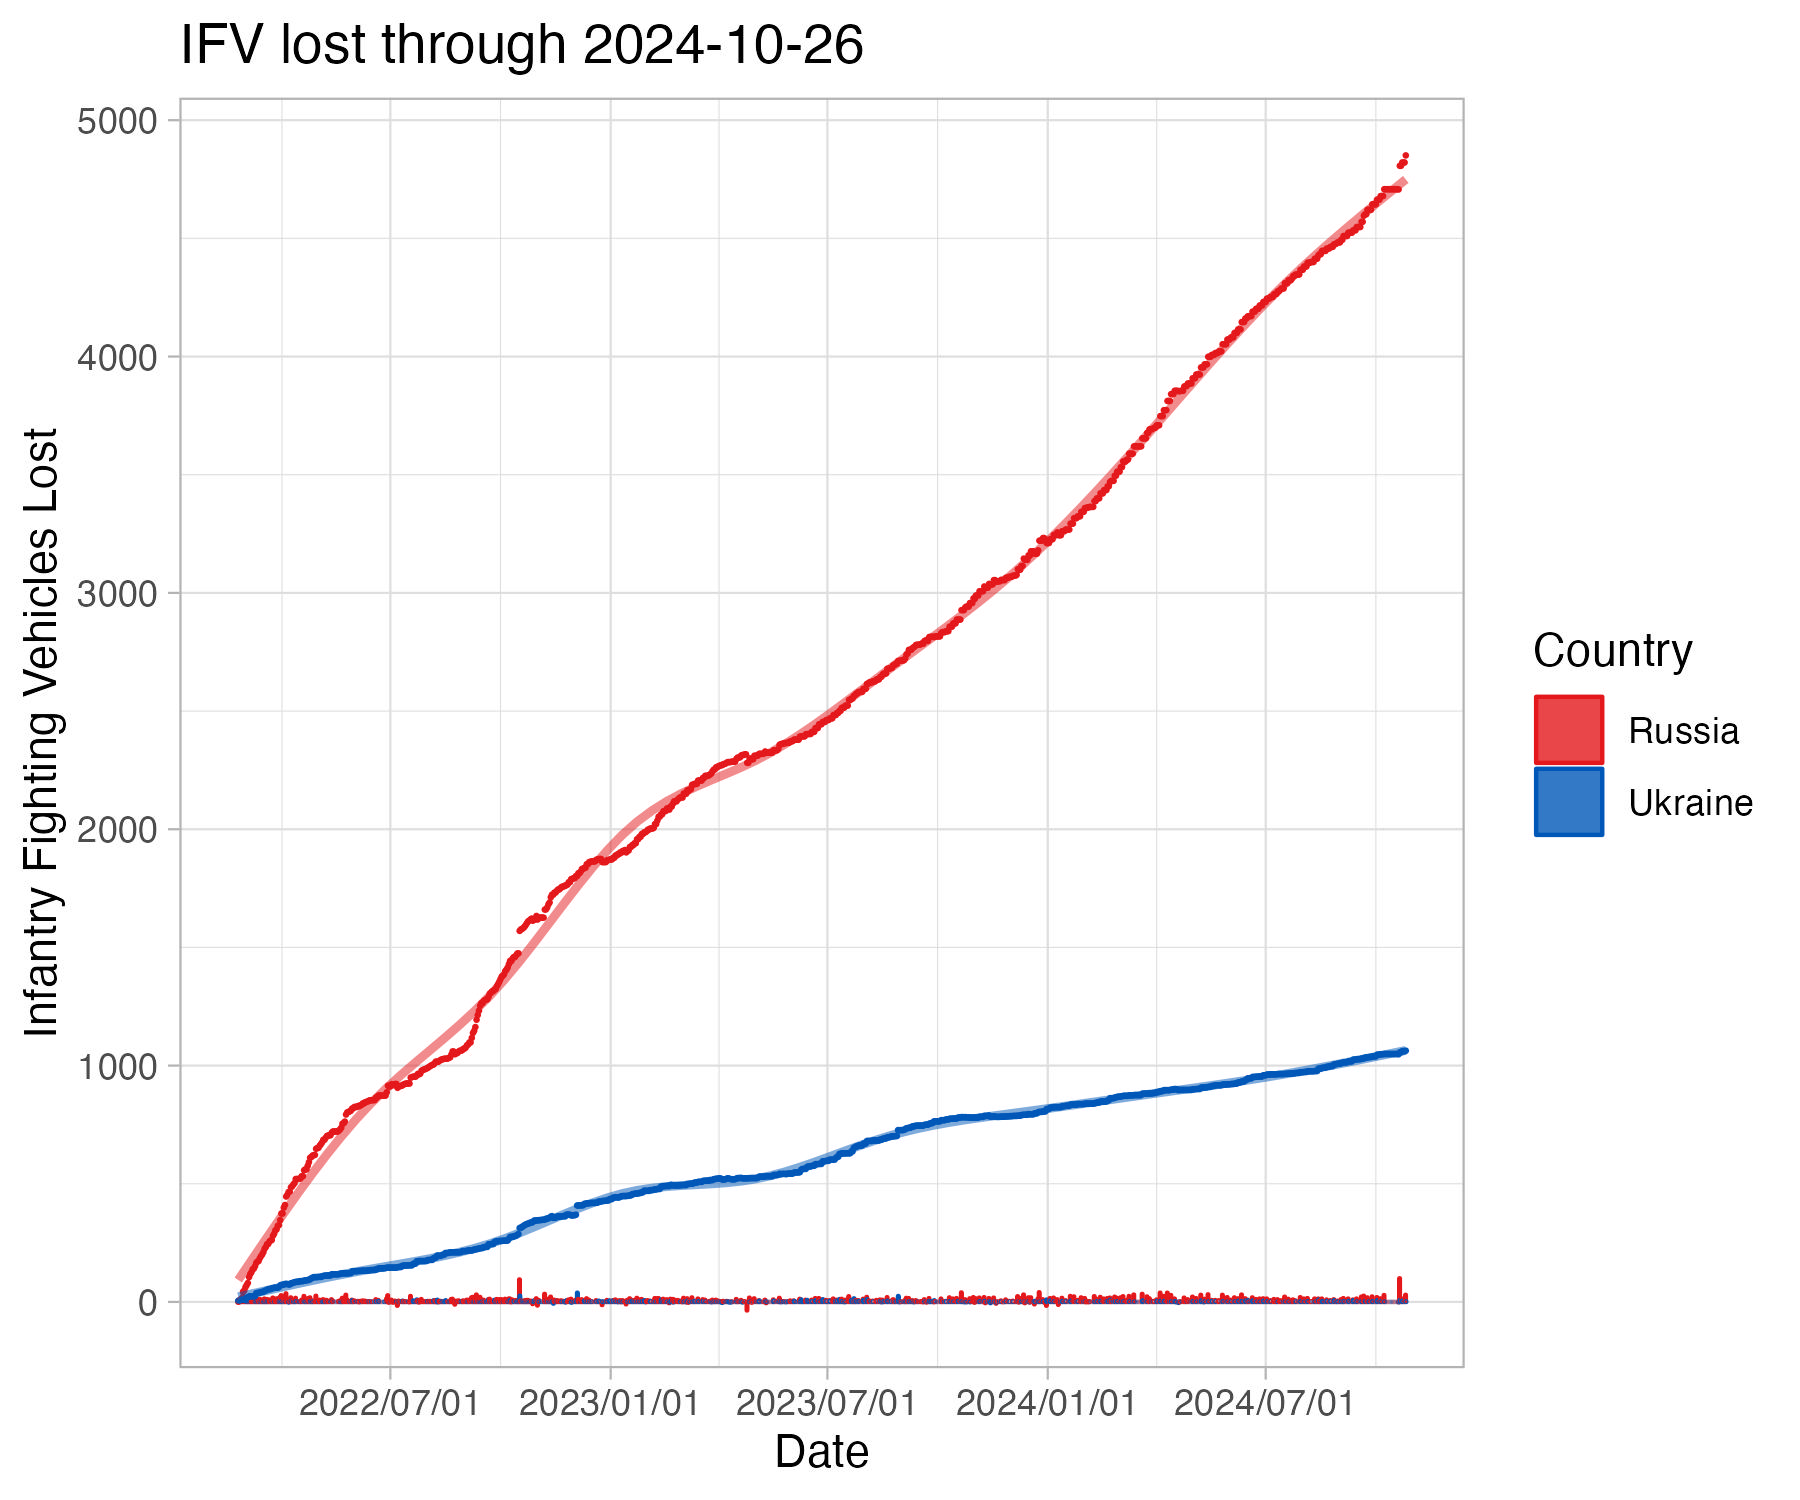 IFV lost through 2024-10-26
5000
4000
3000
2000
1000
0
Infantry Fighting Vehicles Lost
2022/07/01 2023/01/01 2023/07/01 2024/01/01 2024/07/01
Date
Country
Russia
Ukraine